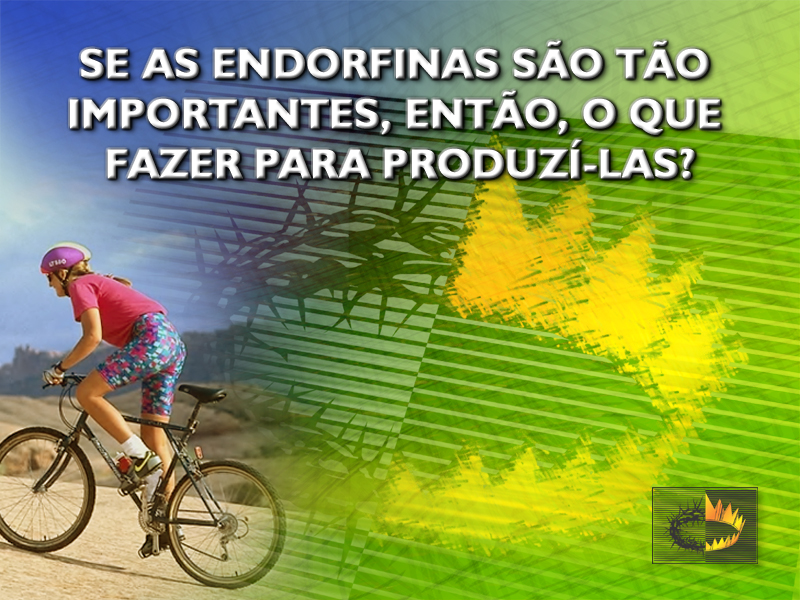 SE AS ENDORFINAS SÃO TÃO
IMPORTANTES, ENTÃO, O QUE
FAZER PARA PRODUZÍ-LAS?